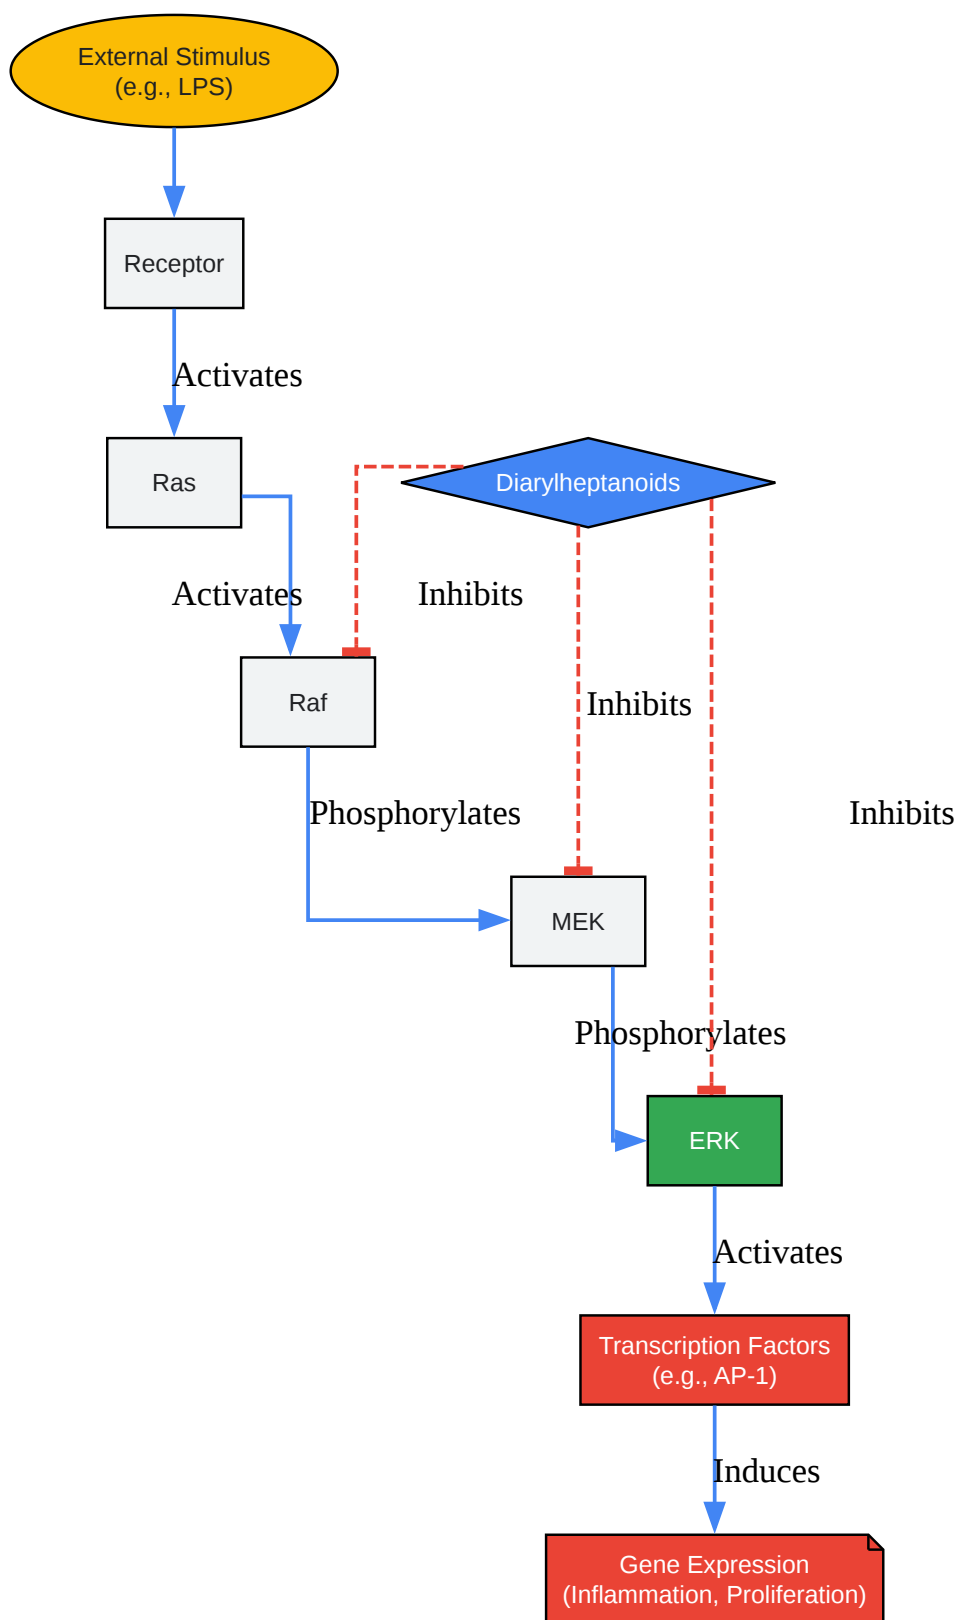 External Stimulus
(e.g., LPS)
Receptor
Activates
Ras
Diarylheptanoids
Activates
Inhibits
Raf
Inhibits
Phosphorylates
Inhibits
MEK
Phosphorylates
ERK
Activates
Transcription Factors
(e.g., AP-1)
Induces
Gene Expression
(Inflammation, Proliferation)